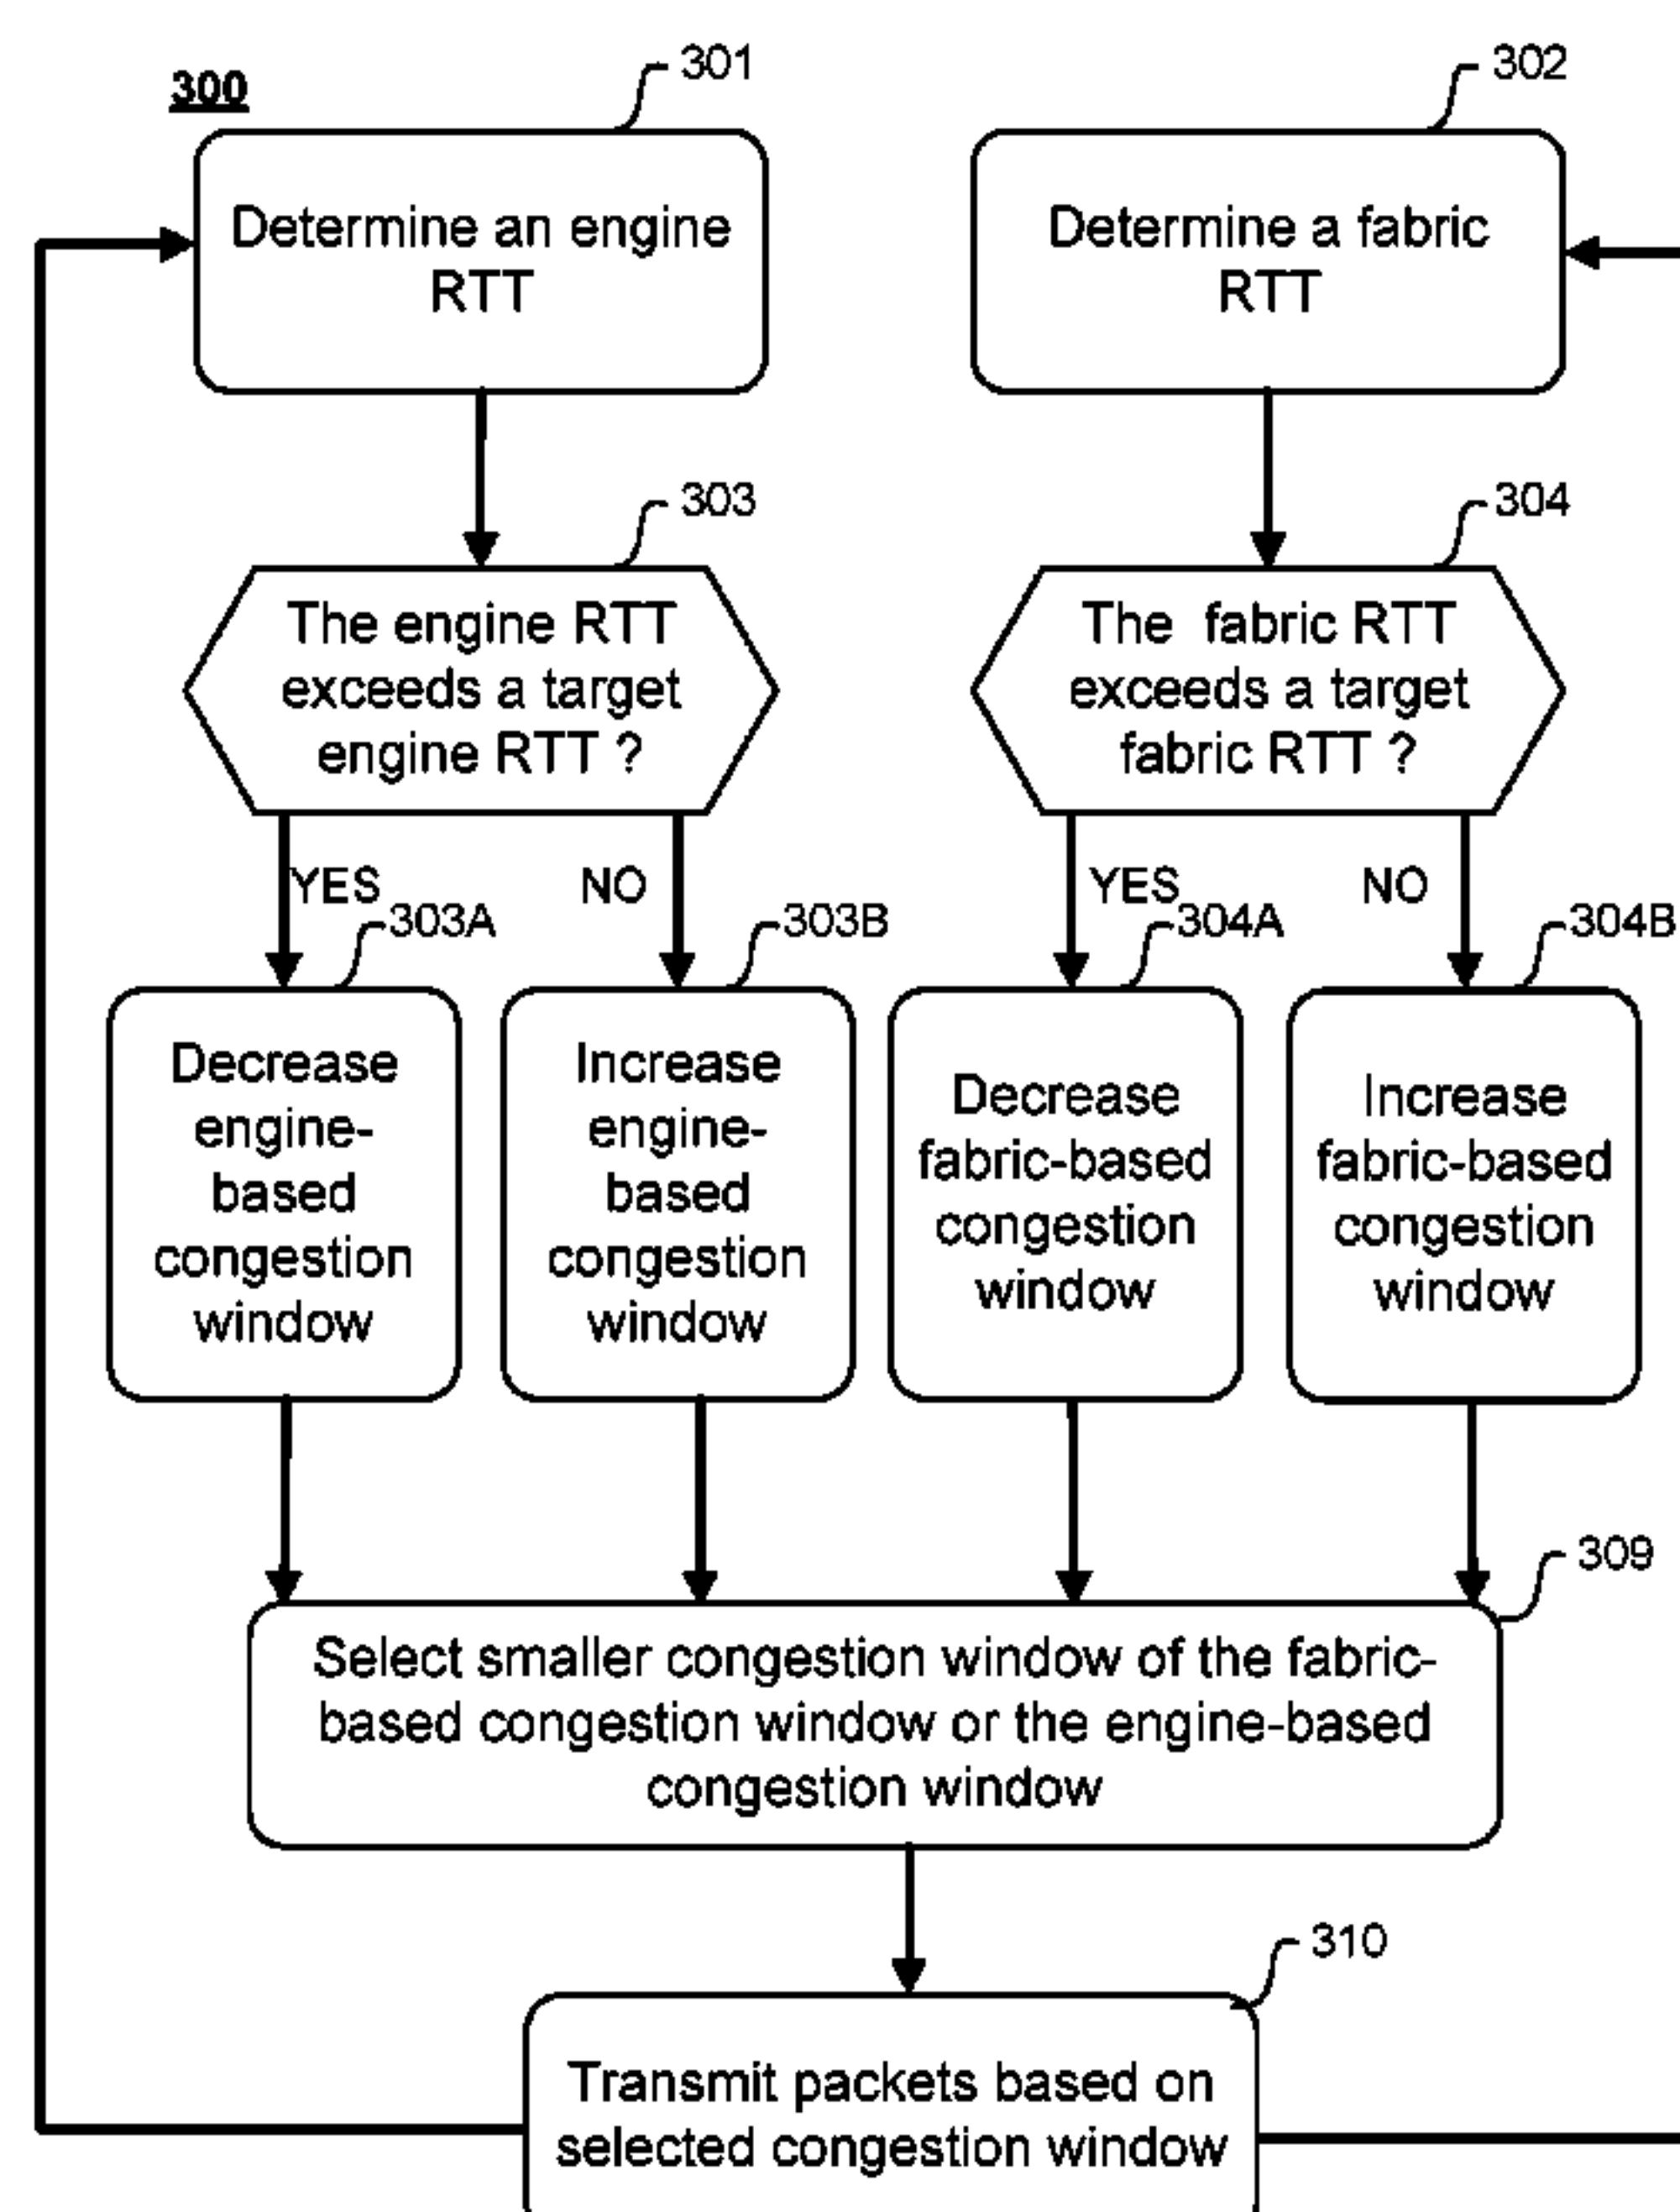 300
301
302
Determine an engine
RTT
Determine a fabric
RTT
303
304
The engine RTT
exceeds a target
engine RTT ?
The fabric RTT
exceeds a target
fabric RTT ?
YES
NO
YES
NO
303A
303B
304A
304B
Decrease
engine-
based
congestion
window
Increase
engine-
based
congestion
window
Decrease
fabric-based
congestion
window
Increase
fabric-based
congestion
window
309
Select smaller congestion window of the fabric-
based congestion window or the engine-based
congestion window
310
Transmit packets based on
selected congestion window